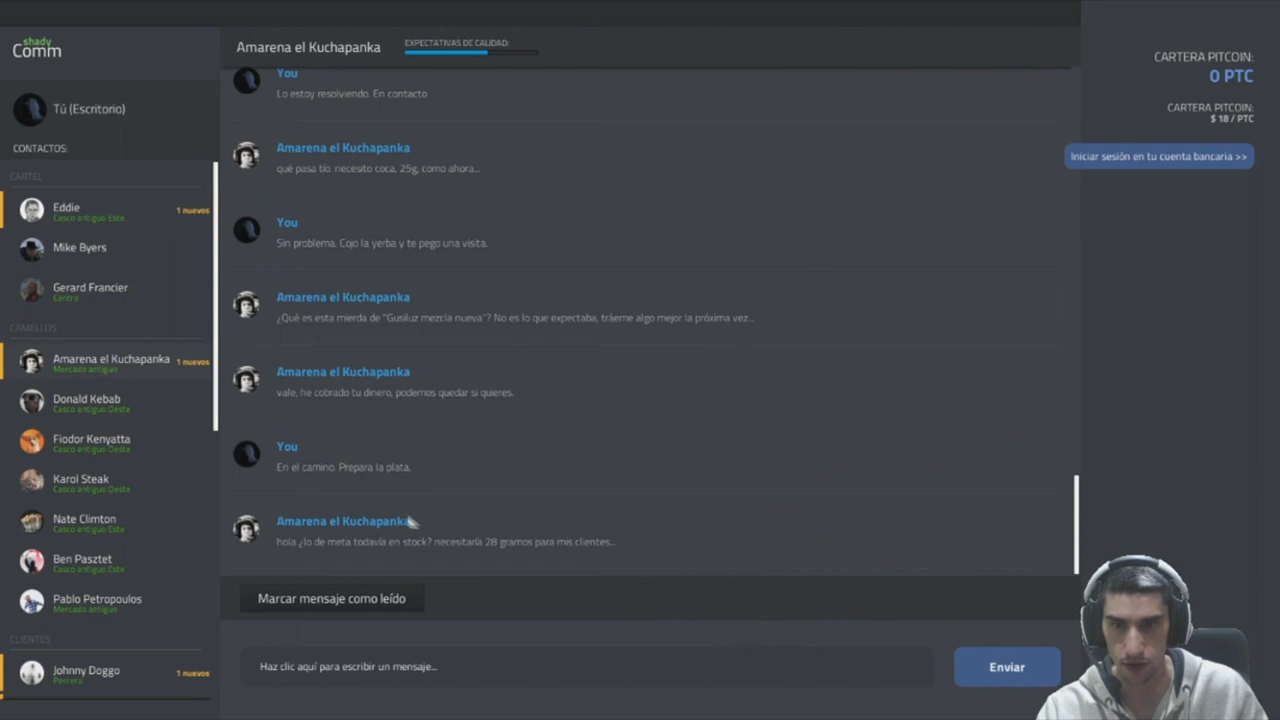 shady
Comm
Tú (Escritorio)
CONTACTOS:
CARTEL
Eddie
Casco antiguo Este
1 nuevos
Mike Byers
Gerard Francier
Centro
CAMELLOS
Amarena el Kuchapanka
Mercado antiguo
1 nuevos
Donald Kebab
Casco antiguo Oeste
Fiodor Kenyatta
Casco antiguo Oeste
Karol Steak
Casco antiguo Oeste
Nate Climton
Casco antiguo Este
Ben Pasztet
Casco antiguo Este
Pablo Petropoulos
Mercado antiguo
CLIENTES
Johnny Doggo
Perrera
1 nuevos
Amarena el Kuchapanka
EXPECTATIVAS DE CALIDAD:
You
Lo estoy resolviendo. En contacto
Amarena el Kuchapanka
qué pasa tío. necesito coca, 25g, como ahora...
You
Sin problema. Cojo la yerba y te pego una visita.
Amarena el Kuchapanka
¿Qué es esta mierda de "Gusiluz mezcla nueva"? No es lo que expectaba, tráeme algo mejor la próxima vez...
Amarena el Kuchapanka
vale, he cobrado tu dinero, podemos quedar si quieres.
You
En el camino. Prepara la plata.
Amarena el Kuchapanka
hola ¿lo de meta todavía en stock? necesitaría 28 gramos para mis clientes...
Marcar mensaje como leído
Haz clic aquí para escribir un mensaje...
Enviar
CARTERA PITCOIN:
0 PTC
CARTERA PITCOIN:
$ 18 / PTC
Iniciar sesión en tu cuenta bancaria >>